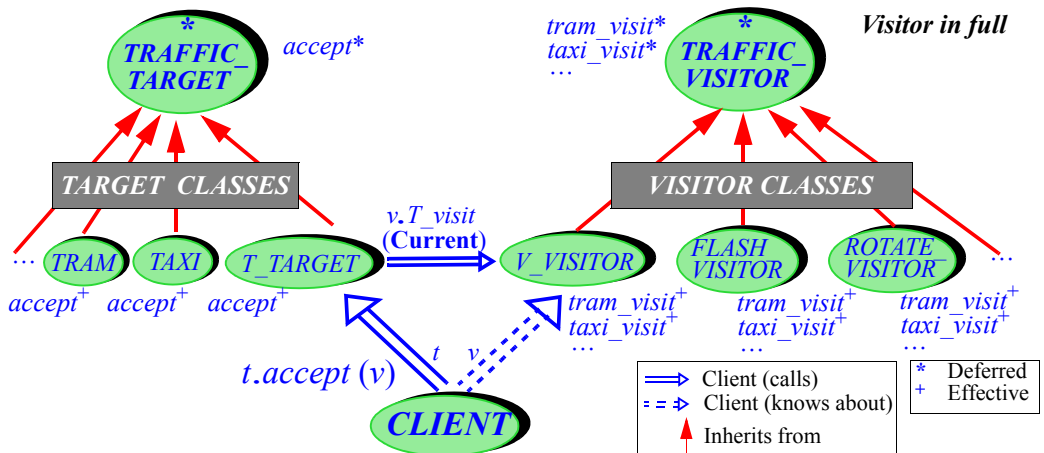 Visitor in full
*
TRAFFIC_
TARGET
accept*
tram_visit*
taxi_visit*
…
*
TRAFFIC_
VISITOR
TARGET CLASSES
VISITOR CLASSES
v.T_visit
(Current)
…
TRAM
TAXI
T_TARGET
V_VISITOR
FLASH_
VISITOR
ROTATE_
VISITOR
…
accept+
accept+
accept+
tram_visit+
taxi_visit+
…
tram_visit+
taxi_visit+
…
tram_visit+
taxi_visit+
…
t
v
t.accept (v)
CLIENT
Client (calls)
Client (knows about)
Inherits from
* Deferred
+ Effective